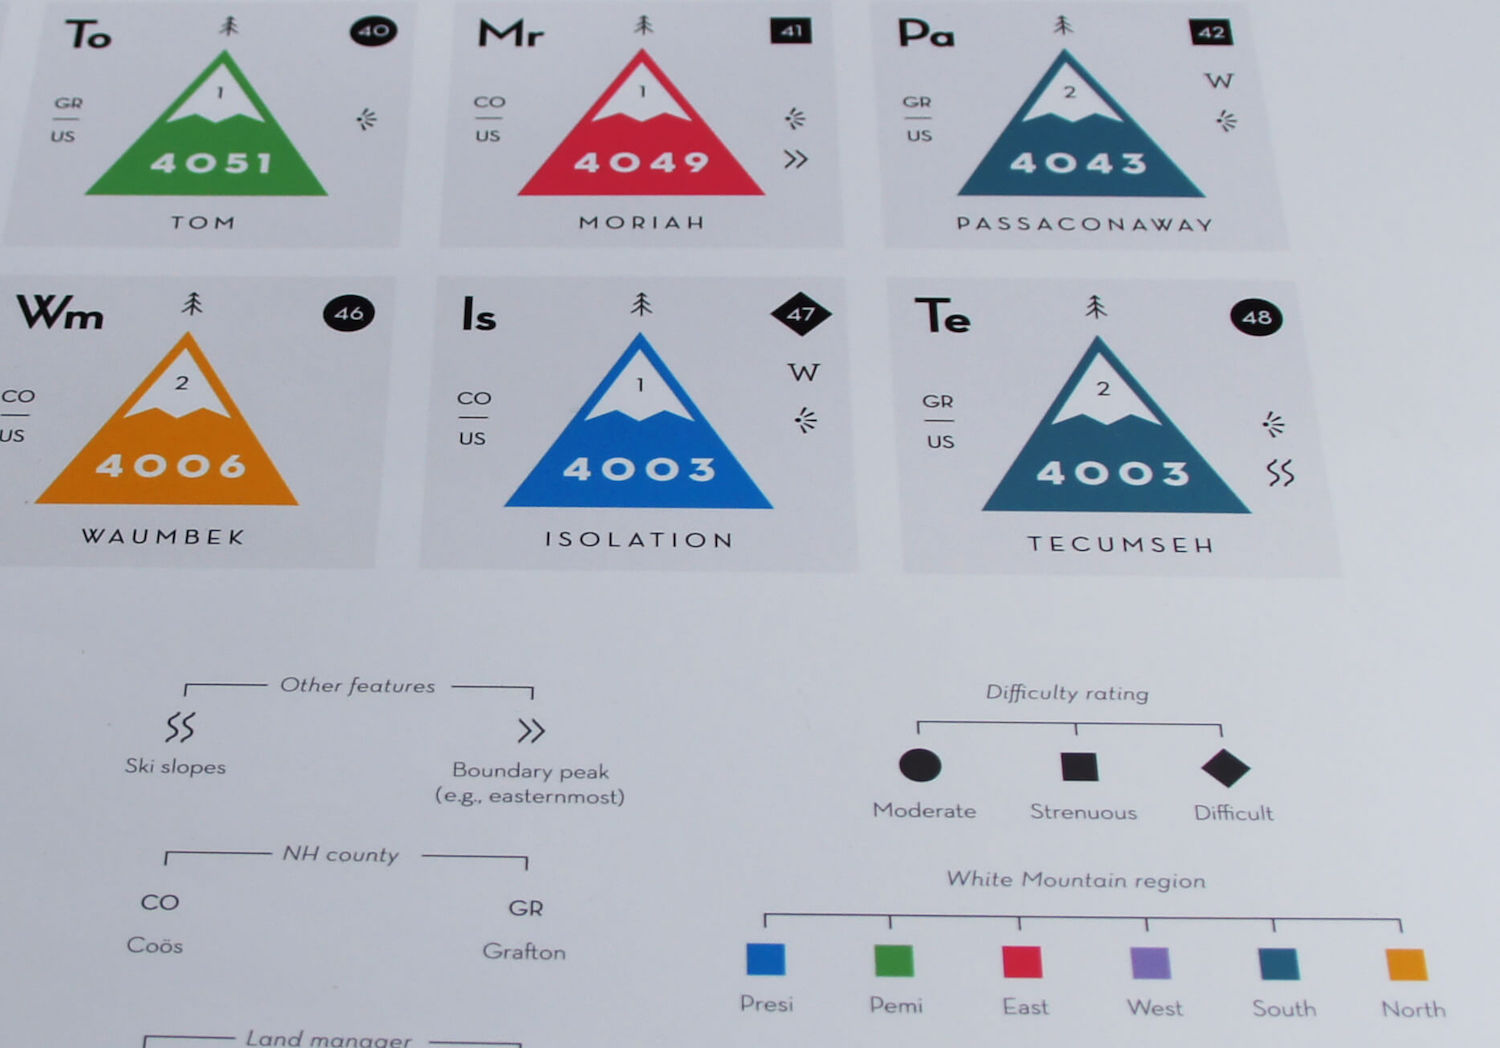 To 40
1
GR
US
4051
TOM
Mr 41
1
CO
US
4049
MORIAH
Pa 42
2
W
GR
US
4043
PASSACONAWAY
Wm 46
2
CO
US
4006
WAUMBEK
Is 47
1
W
CO
US
4003
ISOLATION
Te 48
2
GR
US
4003
TECUMSEH
Other features
Ski slopes
Boundary peak
(e.g., easternmost)
NH county
CO GR
Coös Grafton
Land manager
Difficulty rating
Moderate Strenuous Difficult
White Mountain region
Presi Pemi East West South North